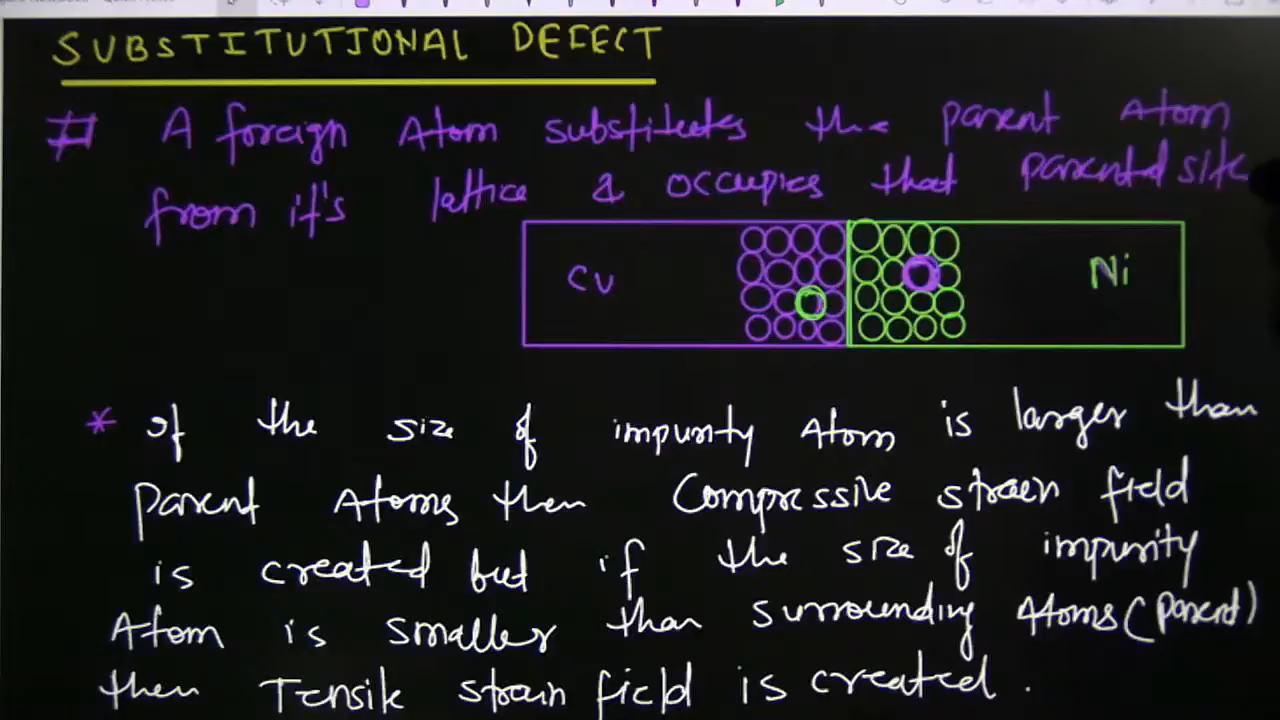 SUBSTITUTIONAL DEFECT
# A foreign Atom substitutes the parent Atom
from it's lattice & occupies that parental site
Cu
Ni
* If the size of impurity Atom is larger than
Parent Atoms then Compressive strain field
is created but if the size of impurity
Atom is smaller than surrounding Atoms (parent)
then Tensile strain field is created.